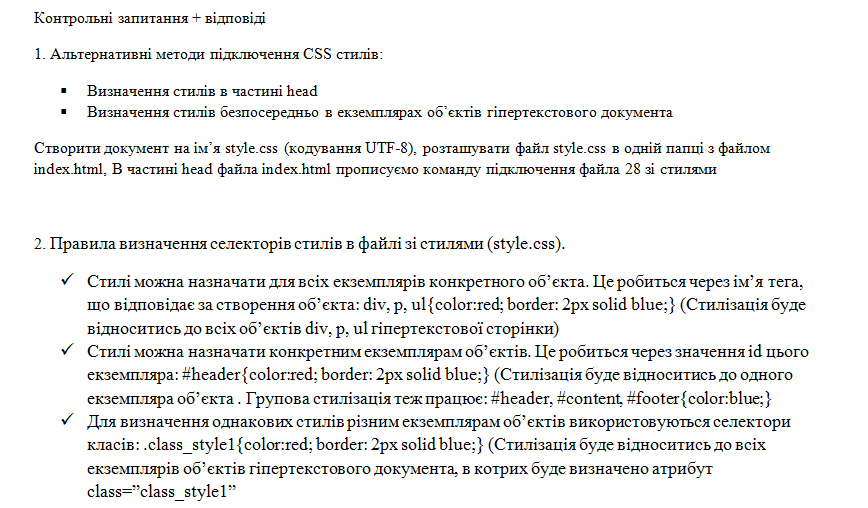 Контрольні запитання + відповіді
1. Альтернативні методи підключення CSS стилів:
▪ Визначення стилів в частині head
▪ Визначення стилів безпосередньо в екземплярах об’єктів гіпертекстового документа
Створити документ на ім’я style.css (кодування UTF-8), розташувати файл style.css в одній папці з файлом
index.html, В частині head файла index.html прописуємо команду підключення файла 28 зі стилями
2. Правила визначення селекторів стилів в файлі зі стилями (style.css).
✓ Стилі можна назначати для всіх екземплярів конкретного об’єкта. Це робиться через ім’я тега,
що відповідає за створення об’єкта: div, p, ul{color:red; border: 2px solid blue;} (Стилізація буде
відноситись до всіх об’єктів div, p, ul гіпертекстової сторінки)
✓ Стилі можна назначати конкретним екземплярам об’єктів. Це робиться через значення id цього
екземпляра: #header{color:red; border: 2px solid blue;} (Стилізація буде відноситись до одного
екземпляра об’єкта . Групова стилізація теж працює: #header, #content, #footer{color:blue;}
✓ Для визначення однакових стилів різним екземплярам об’єктів використовуються селектори
класів: .class_style1{color:red; border: 2px solid blue;} (Стилізація буде відноситись до всіх
екземплярів об’єктів гіпертекстового документа, в котрих буде визначено атрибут
class=”class_style1”